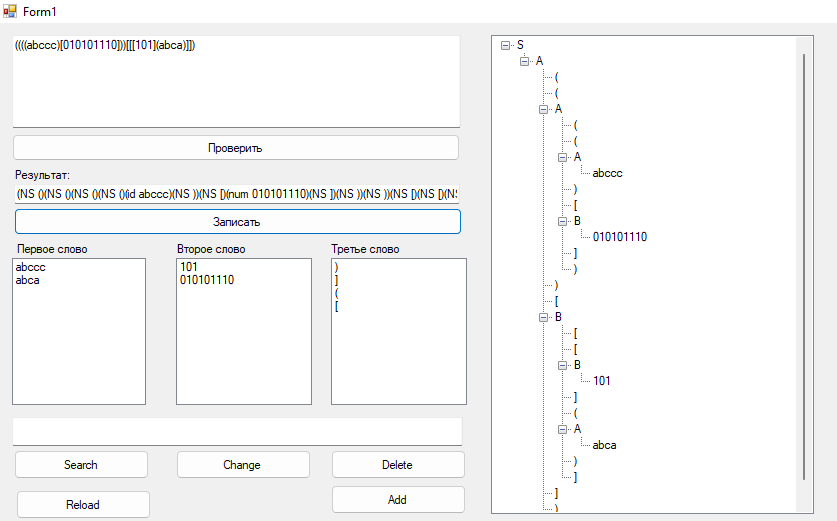 Form1
((((abccc)[010101110]))[[[101](abca)]])
Проверить
Результат:
(NS ()(NS ()(NS ()(NS ()(id abccc)(NS ))(NS [)(num 010101110)(NS ])(NS ))(NS ))(NS [)(NS [)(NS
Записать
Первое слово
Второе слово
Третье слово
abccc
abca
101
010101110
)
]
(
[
Search
Change
Delete
Reload
Add
S
A
(
(
A
(
(
A
abccc
)
[
B
010101110
]
)
)
[
B
[
[
B
101
]
(
A
abca
)
]
]
)